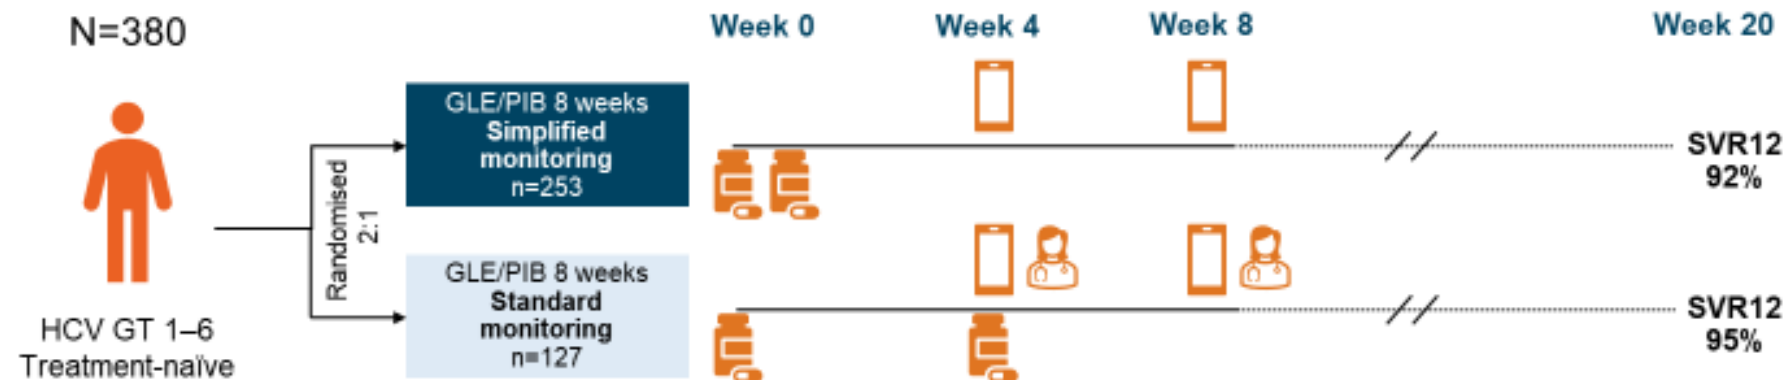 N=380
Week 0
Week 4
Week 8
Week 20
GLE/PIB 8 weeks
Simplified
monitoring
n=253
SVR12
92%
Randomised
2:1
GLE/PIB 8 weeks
Standard
monitoring
n=127
SVR12
95%
HCV GT 1–6
Treatment-naïve